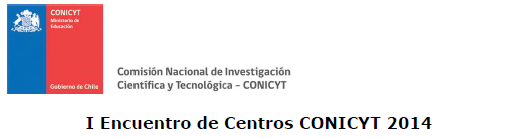 CONICYT
Ministerio de
Educación
Gobierno de Chile
Comisión Nacional de Investigación
Científica y Tecnológica – CONICYT
I Encuentro de Centros CONICYT 2014